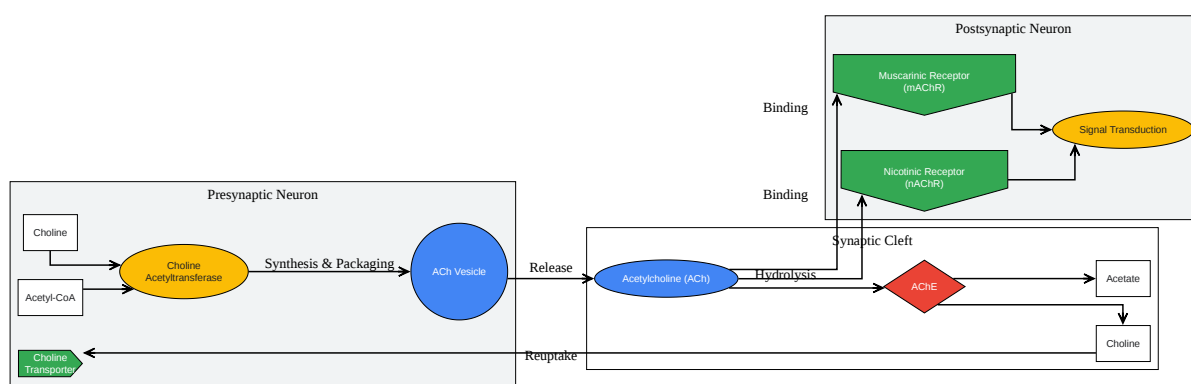 Postsynaptic Neuron
Muscarinic Receptor
(mAChR)
Binding
Signal Transduction
Nicotinic Receptor
(nAChR)
Binding
Presynaptic Neuron
Choline
Choline
Acetyltransferase
Synthesis & Packaging
ACh Vesicle
Acetyl-CoA
Choline
Transporter
Release
Synaptic Cleft
Acetylcholine (ACh)
Hydrolysis
AChE
Acetate
Choline
Reuptake